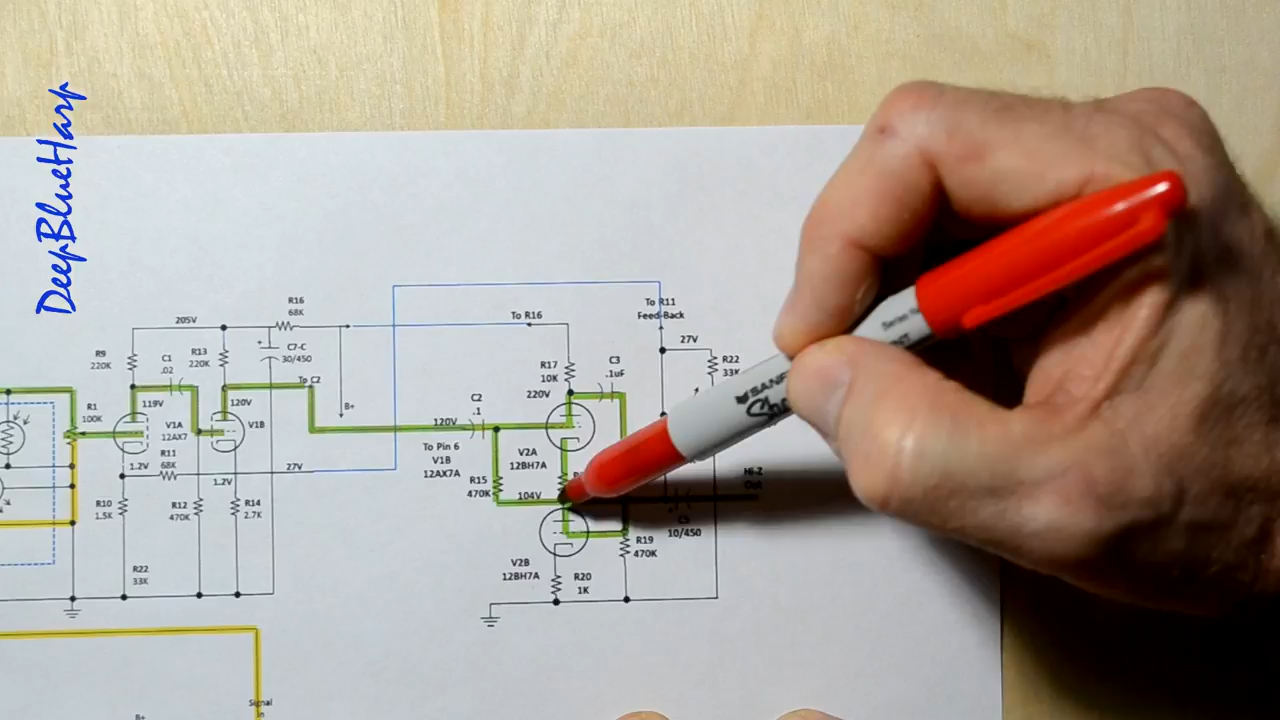 DeepBlueHarp
R16
68K
205V
To R16
To R11
Feed-Back
27V
R9
220K
C1
.02
R13
220K
C7-C
30/450
To C2
R17
10K
C3
.1uF
R22
33K
220V
119V
120V
B+
C2
.1
R1
100K
V1A
12AX7
V1B
120V
To Pin 6
V1B
12AX7A
V2A
12BH7A
R11
68K
1.2V
27V
1.2V
R15
470K
104V
Hi-Z
Out
R10
1.5K
R12
470K
R14
2.7K
10/450
R19
470K
V2B
12BH7A
R20
1K
R22
33K
Signal
In
B+
SANF
Sha